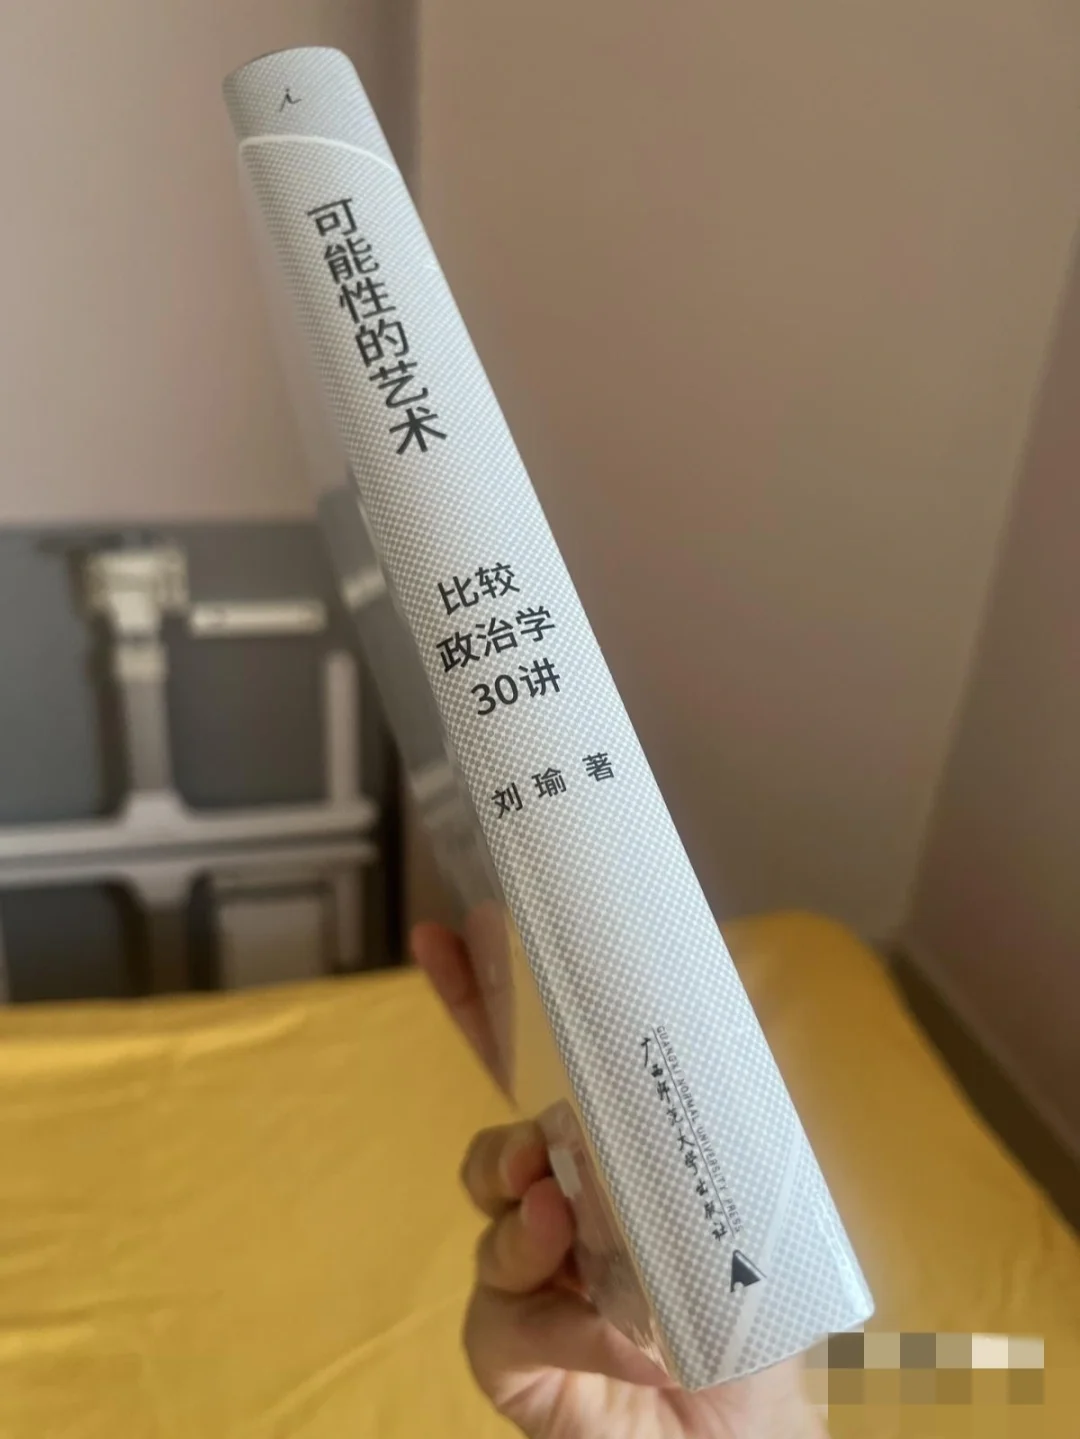 i
可能性的艺术
比较
政治学
30讲
刘瑜 著
广西师范大学出版社
GUANGXI NORMAL UNIVERSITY PRESS